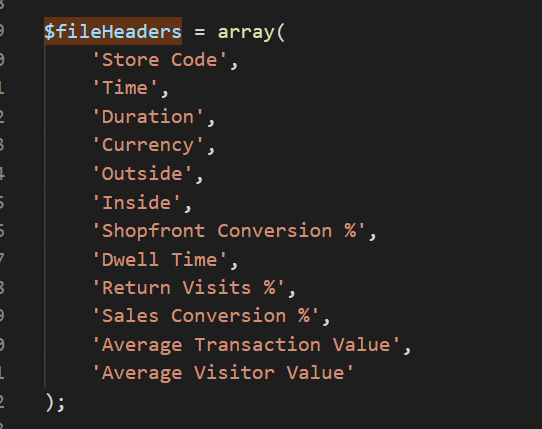 $fileHeaders = array(
'Store Code',
'Time',
'Duration',
'Currency',
'Outside',
'Inside',
'Shopfront Conversion %',
'Dwell Time',
'Return Visits %',
'Sales Conversion %',
'Average Transaction Value',
'Average Visitor Value'
);